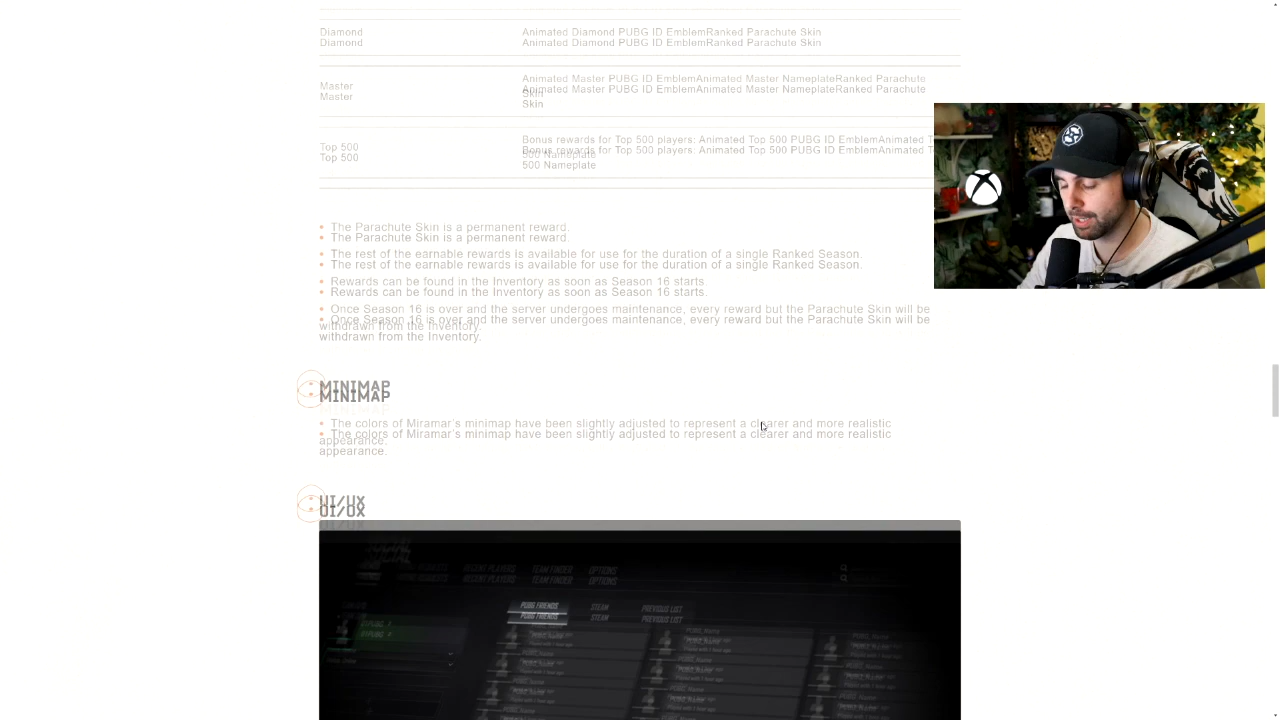 Diamond
Animated Diamond PUBG ID EmblemRanked Parachute Skin
Master
Animated Master PUBG ID EmblemAnimated Master NameplateRanked Parachute
Skin
Top 500
Bonus rewards for Top 500 players: Animated Top 500 PUBG ID EmblemAnimated T
500 Nameplate
• The Parachute Skin is a permanent reward.
• The rest of the earnable rewards is available for use for the duration of a single Ranked Season.
• Rewards can be found in the Inventory as soon as Season 16 starts.
• Once Season 16 is over and the server undergoes maintenance, every reward but the Parachute Skin will be
withdrawn from the Inventory.
MINIMAP
• The colors of Miramar's minimap have been slightly adjusted to represent a clearer and more realistic
appearance.
UI/UX
RECENT PLAYERS TEAM FINDER OPTIONS
PUBG FRIENDS STEAM PREVIOUS LIST